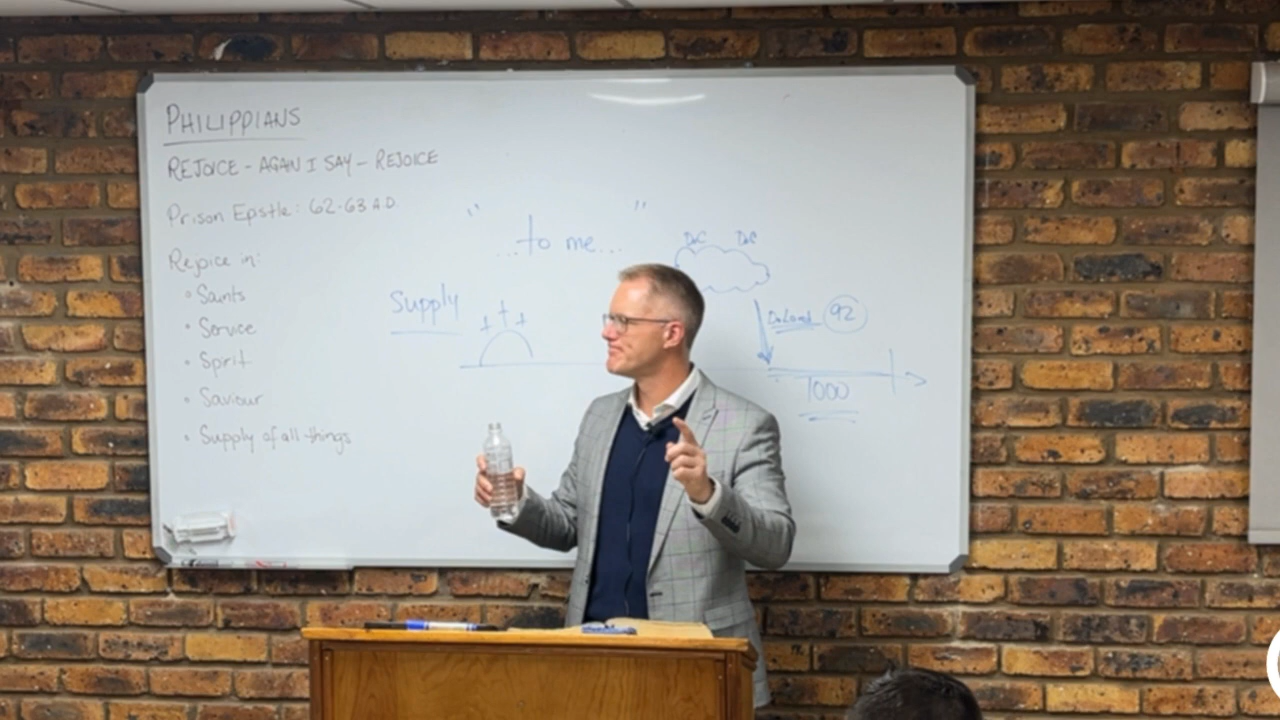 PHILIPPIANS
REJOICE - AGAIN I SAY - REJOICE
Prison Epistle: 62-63 A.D.
Rejoice in:
• Saints
• Service
• Spirit
• Saviour
• Supply of all things
" "
...to me...
Supply
92
1000